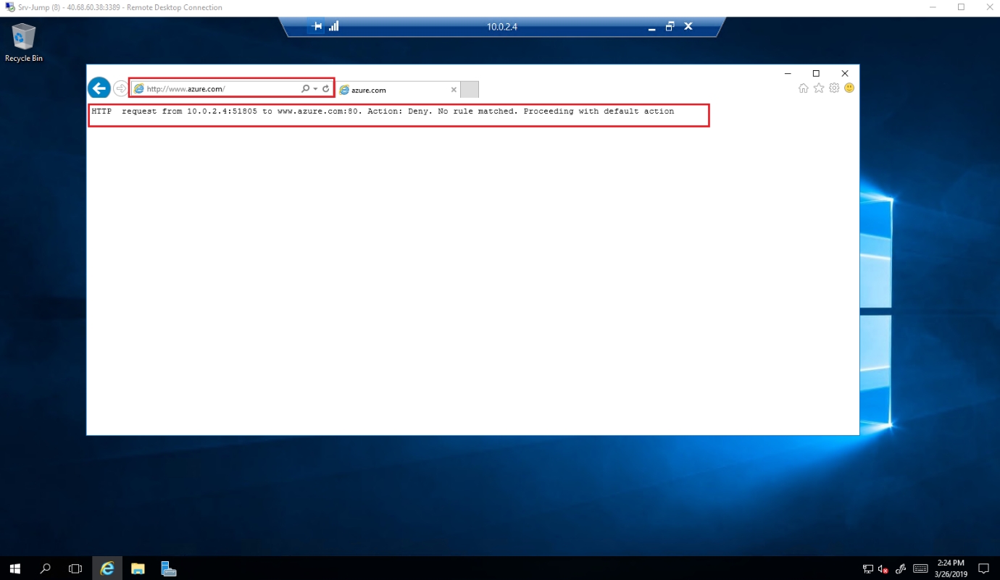 Srv-Jump (8) - 40.68.60.38:3389 - Remote Desktop Connection
10.0.2.4
Recycle Bin
http://www.azure.com/
azure.com
HTTP  request from 10.0.2.4:51805 to www.azure.com:80. Action: Deny. No rule matched. Proceeding with default action
2:24 PM
3/26/2019